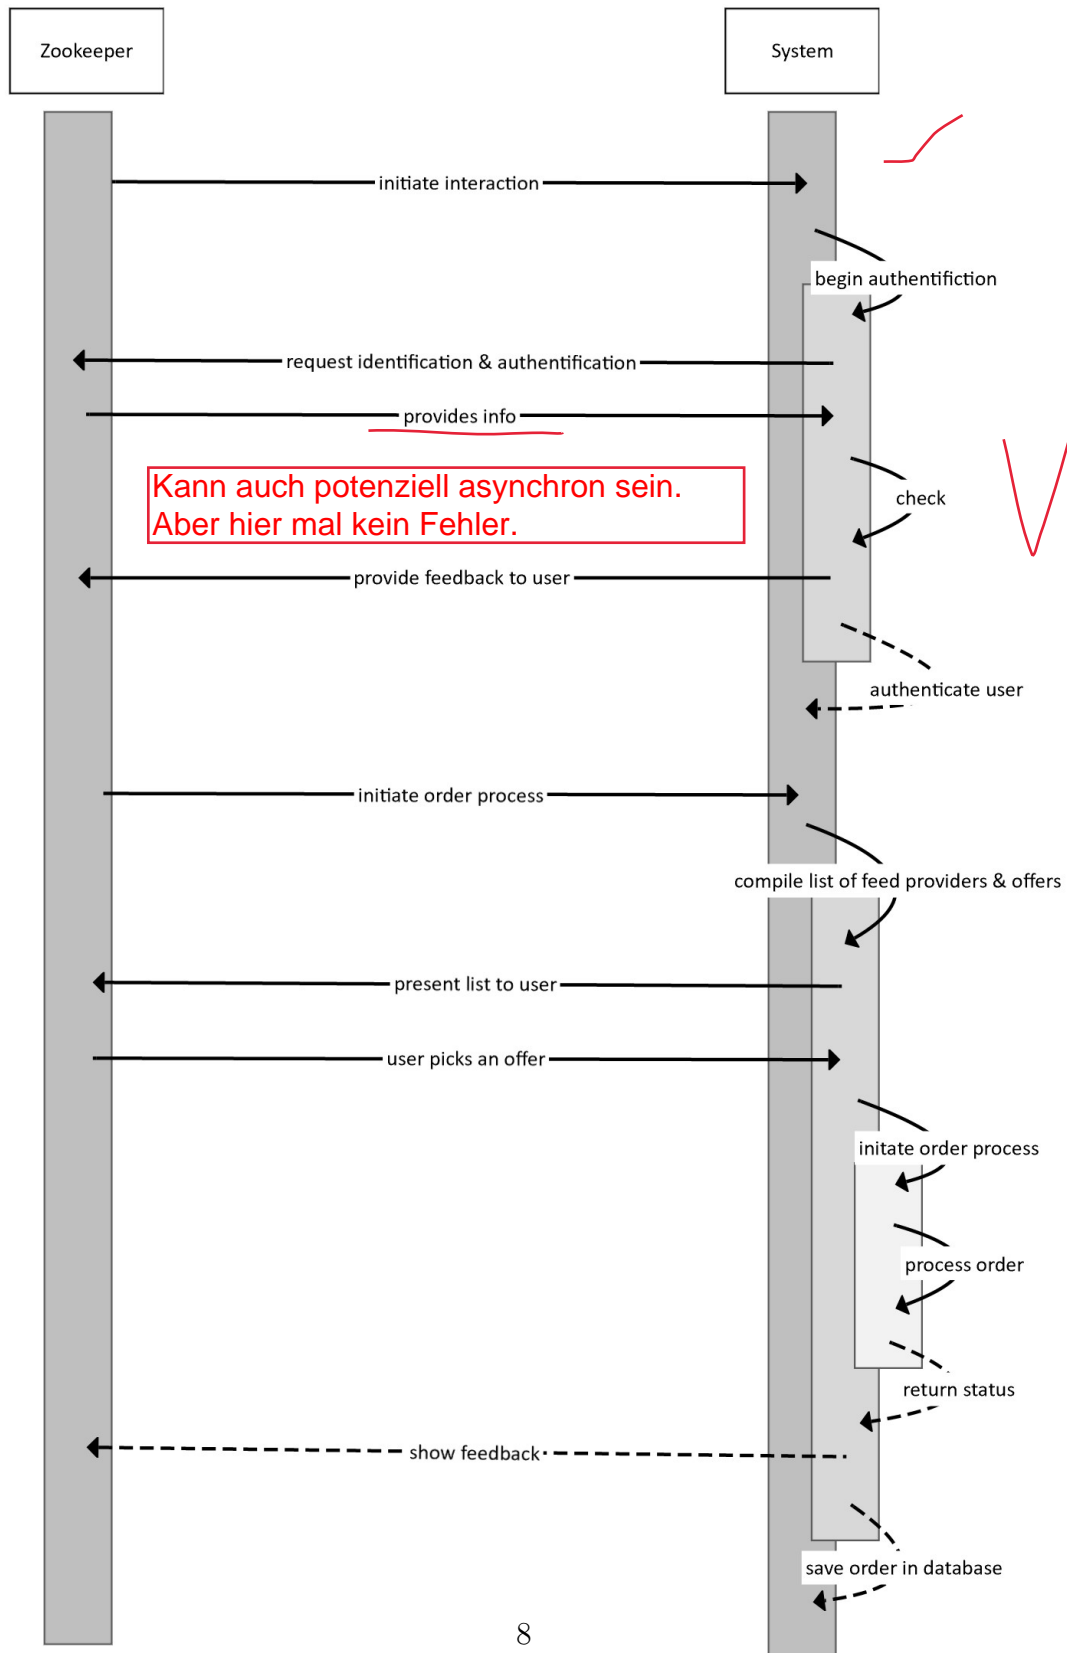 Zookeeper
System
initiate interaction
begin authentifiction
request identification & authentification
provides info
Kann auch potenziell asynchron sein.
Aber hier mal kein Fehler.
check
provide feedback to user
authenticate user
initiate order process
compile list of feed providers & offers
present list to user
user picks an offer
initate order process
process order
return status
show feedback
save order in database
8